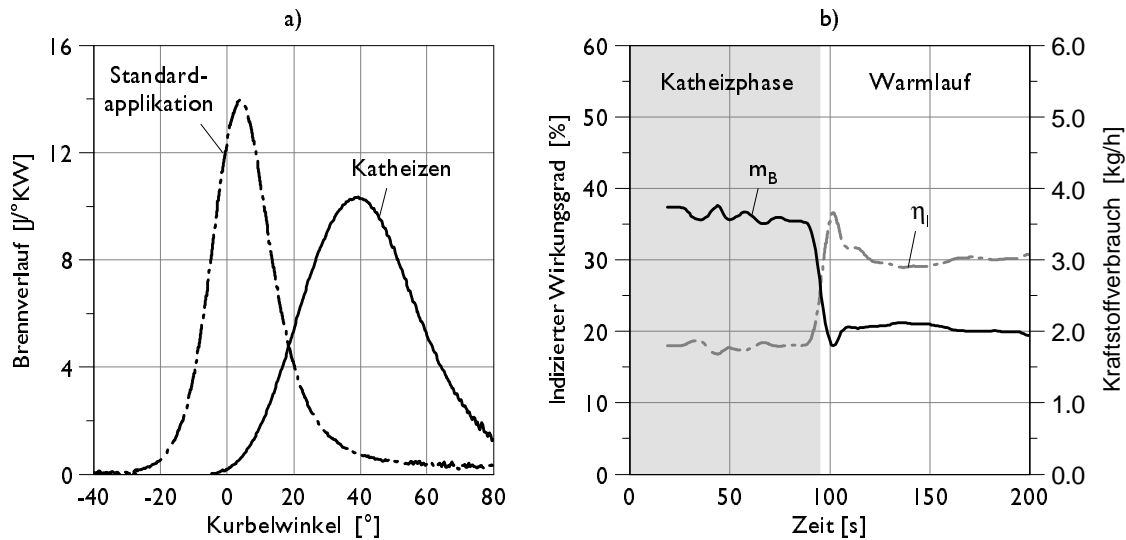 a)
16
12
8
4
0
Brennverlauf [J/°KW]
Standard-
applikation
Katheizen
-40
-20
0
20
40
60
80
Kurbelwinkel [°]
b)
60
50
40
30
20
10
0
Indizierter Wirkungsgrad [%]
Katheizphase
Warmlauf
mB
ηI
6.0
5.0
4.0
3.0
2.0
1.0
0.0
Kraftstoffverbrauch [kg/h]
0
50
100
150
200
Zeit [s]